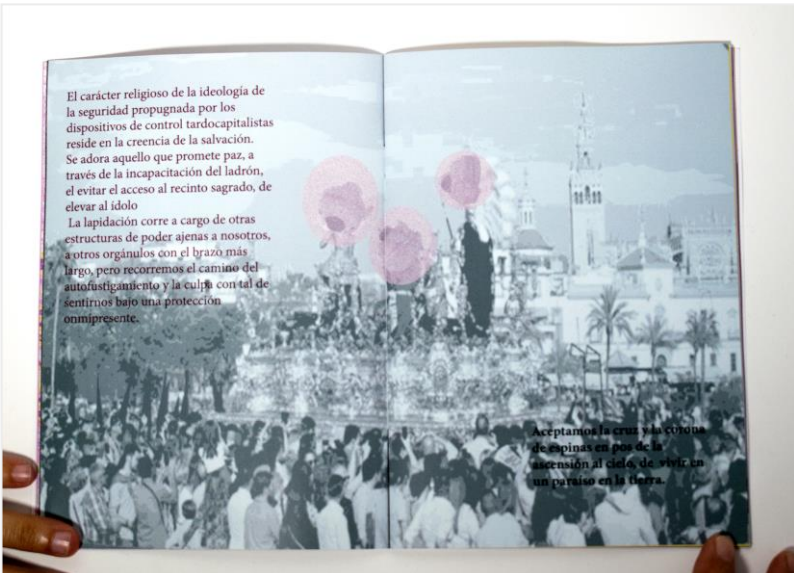 El carácter religioso de la ideología de
la seguridad propugnada por los
dispositivos de control tardocapitalistas
reside en la creencia de la salvación.
Se adora aquello que promete paz, a
través de la incapacitación del ladrón,
el evitar el acceso al recinto sagrado, de
elevar al ídolo
La lapidación corre a cargo de otras
estructuras de poder ajenas a nosotros,
a otros orgánulos con el brazo más
largo, pero recorremos el camino del
autofustigamiento y la culpa con tal de
sentirnos bajo una protección
onmipresente.
Aceptamos la cruz y la corona
de espinas en pos de la
ascensión al cielo, de vivir en
un paraíso en la tierra.